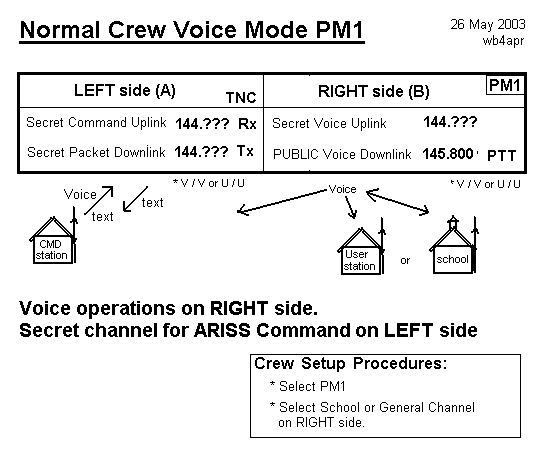 Normal Crew Voice Mode PM1
26 May 2003
wb4apr
LEFT side (A) TNC
RIGHT side (B) PM1
Secret Command Uplink 144.??? Rx
Secret Voice Uplink 144.???
Secret Packet Downlink 144.??? Tx
PUBLIC Voice Downlink 145.800' PTT
* V / V or U / U
* V / V or U / U
Voice
text
text
Voice
CMD
station
User
station
or
school
Voice operations on RIGHT side.
Secret channel for ARISS Command on LEFT side
Crew Setup Procedures:
* Select PM1
* Select School or General Channel
on RIGHT side.